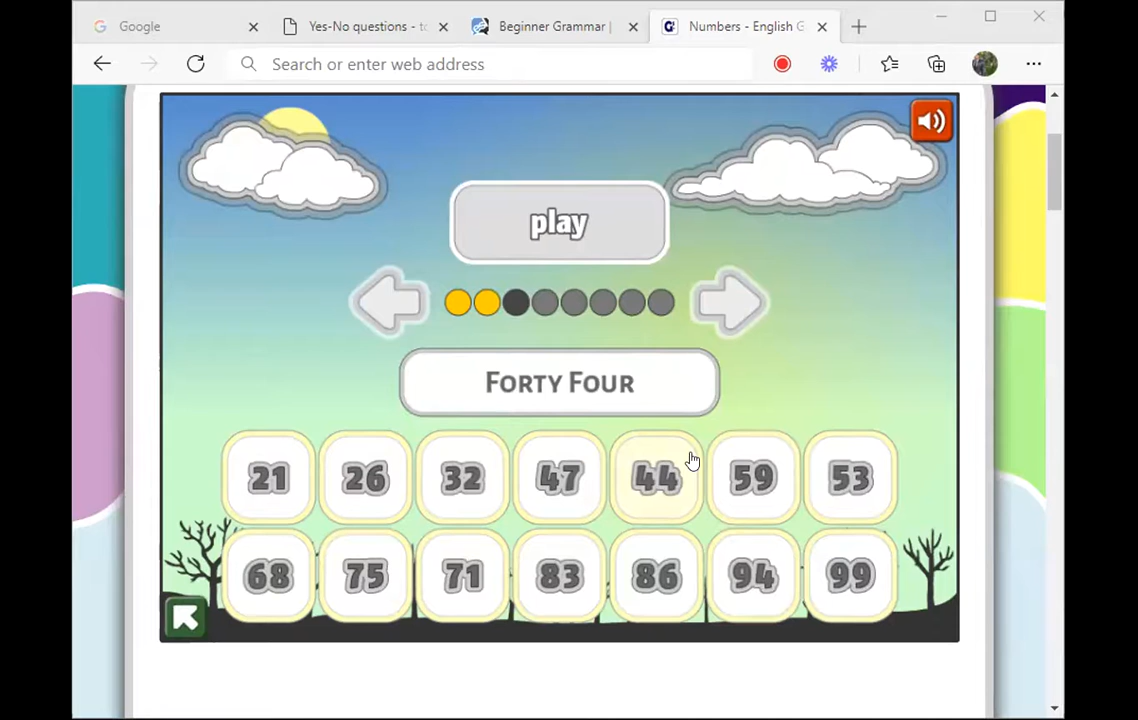 Google
Yes-No questions - to
Beginner Grammar |
Numbers - English G
Search or enter web address
play
FORTY FOUR
21 26 32 47 44 59 53
68 75 71 83 86 94 99